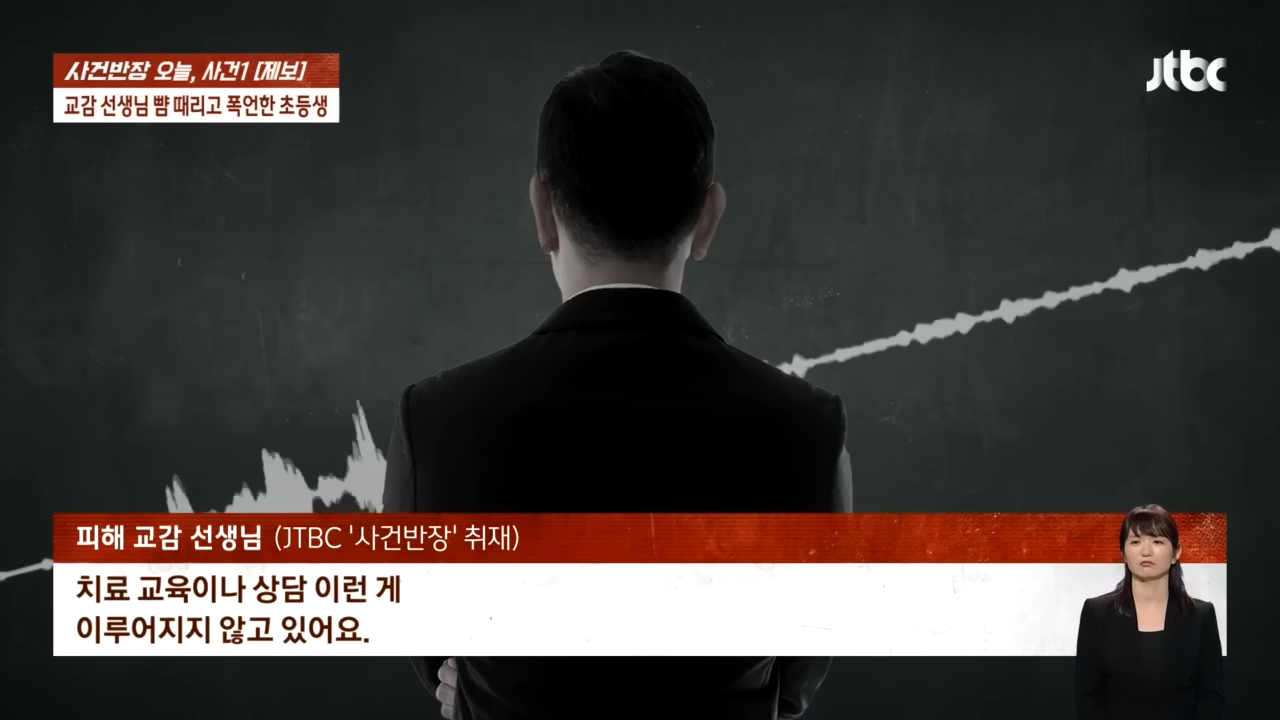 사건반장 오늘, 사건1 [제보]
교감 선생님 뺨 때리고 폭언한 초등생
jtbc
피해 교감 선생님 (JTBC '사건반장' 취재)
치료 교육이나 상담 이런 게
이루어지지 않고 있어요.